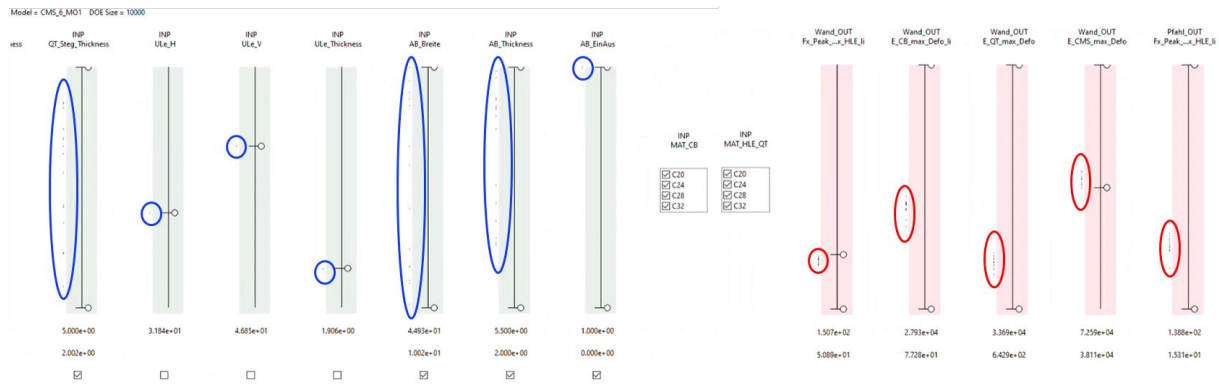 Model = CMS_6_MO1 DOE Size = 10000
ness
INP
QT_Steg_Thickness
INP
ULe_H
INP
ULe_V
INP
ULe_Thickness
INP
AB_Breite
INP
AB_Thickness
INP
AB_EinAus
INP
MAT_CB
INP
MAT_HLE_QT
Wand_OUT
Fx_Peak_...x_HLE_li
Wand_OUT
E_CB_max_Defo_li
Wand_OUT
E_QT_max_Defo
Wand_OUT
E_CMS_max_Defo
Pfahl_OUT
Fx_Peak_...x_HLE_li
C20
C24
C28
C32
C20
C24
C28
C32
5.000e+00 3.184e+01 4.685e+01 1.906e+00 4.493e+01 5.500e+00 1.000e+00 1.507e+02 2.793e+04 3.369e+04 7.259e+04 1.388e+02
2.002e+00 1.002e+01 2.000e+00 0.000e+00 5.089e+01 7.728e+01 6.429e+02 3.811e+04 1.531e+01